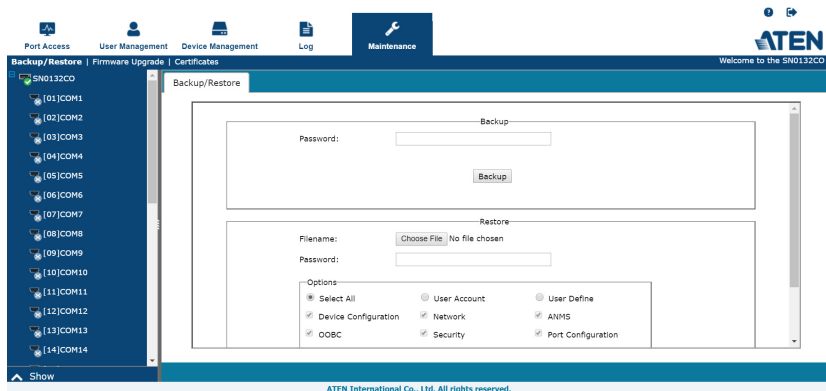 Port Access
User Management
Device Management
Log
Maintenance
ATEN
Backup/Restore | Firmware Upgrade | Certificates
Welcome to the SN0132CO
SN0132CO
[01]COM1
[02]COM2
[03]COM3
[04]COM4
[05]COM5
[06]COM6
[07]COM7
[08]COM8
[09]COM9
[10]COM10
[11]COM11
[12]COM12
[13]COM13
[14]COM14
Show
Backup/Restore
Backup
Password:
Backup
Restore
Filename: Choose File No file chosen
Password:
Options
Select All User Account User Define
Device Configuration Network ANMS
OOBC Security Port Configuration
ATEN International Co., Ltd. All rights reserved.